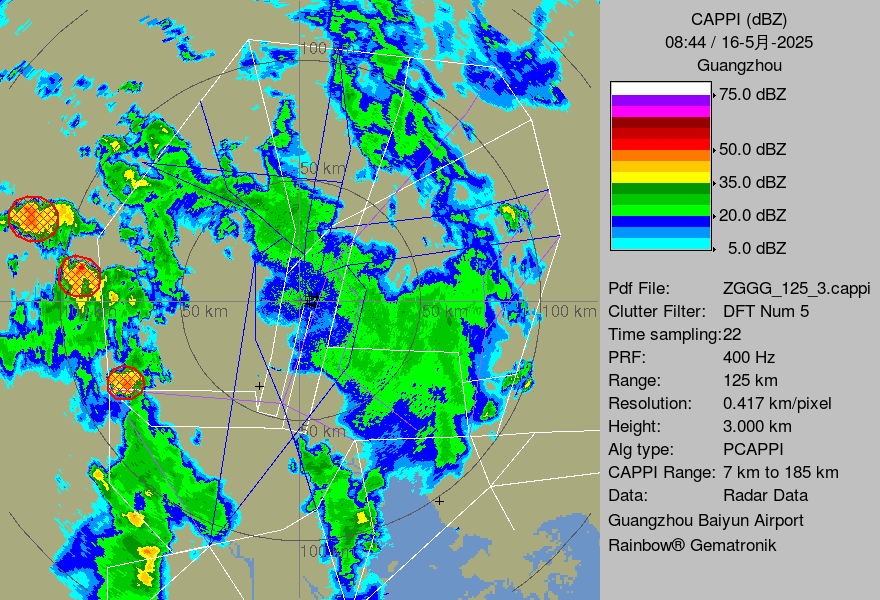 CAPPI (dBZ)
08:44 / 16-5月-2025
Guangzhou
75.0 dBZ
50.0 dBZ
35.0 dBZ
20.0 dBZ
5.0 dBZ
Pdf File: ZGGG_125_3.cappi
Clutter Filter: DFT Num 5
Time sampling:22
PRF: 400 Hz
Range: 125 km
Resolution: 0.417 km/pixel
Height: 3.000 km
Alg type: PCAPPI
CAPPI Range: 7 km to 185 km
Data: Radar Data
Guangzhou Baiyun Airport
Rainbow® Gematronik
100 km
50 km
100 km
50 km
50 km
100 km
50 km
100 km